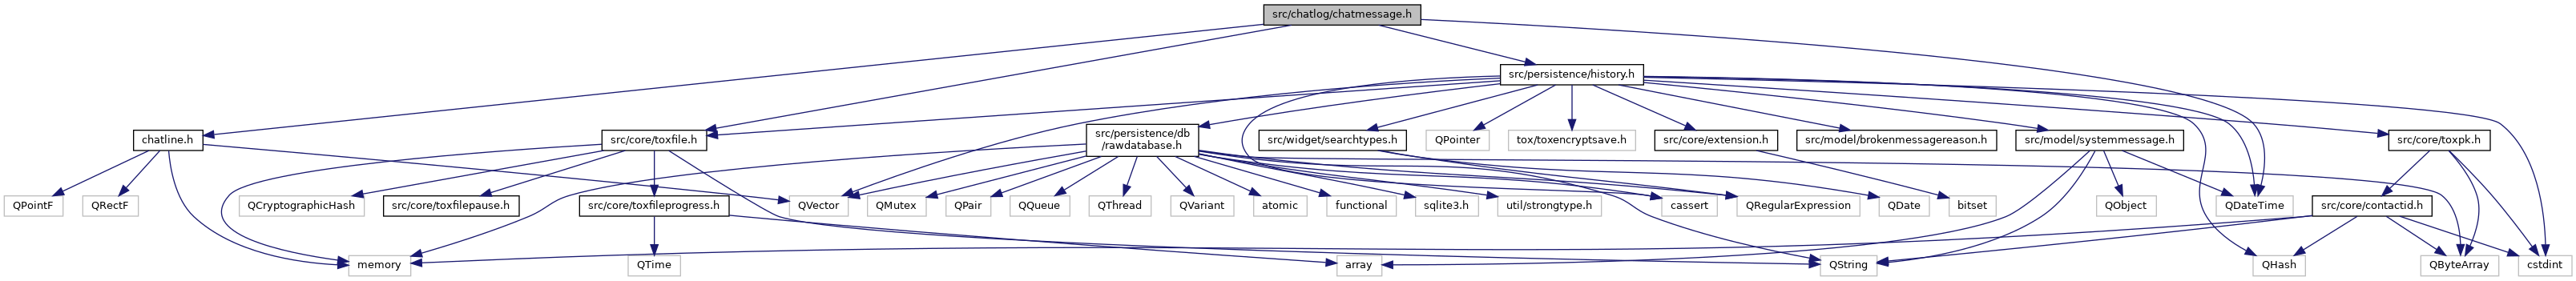 src/chatlog/chatmessage.h
src/persistence/history.h
chatline.h
src/core/toxfile.h
src/persistence/db
/rawdatabase.h
src/widget/searchtypes.h
QPointer
tox/toxencryptsave.h
src/core/extension.h
src/model/brokenmessagereason.h
src/model/systemmessage.h
src/core/toxpk.h
QPointF
QRectF
QCryptographicHash
src/core/toxfilepause.h
src/core/toxfileprogress.h
QVector
QMutex
QPair
QQueue
QThread
QVariant
atomic
functional
sqlite3.h
util/strongtype.h
cassert
QRegularExpression
QDate
bitset
QObject
QDateTime
src/core/contactid.h
memory
QTime
array
QString
QHash
QByteArray
cstdint